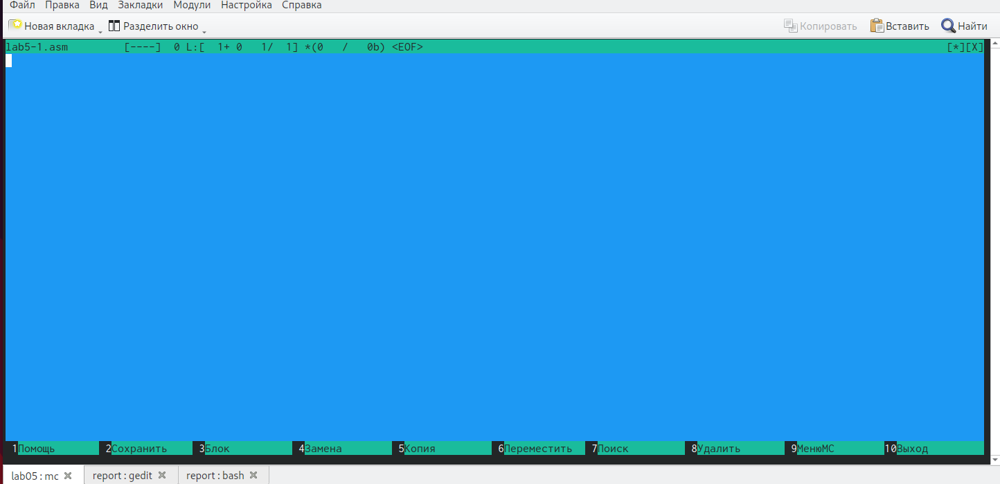 Файл Правка Вид Закладки Модули Настройка Справка
Новая вкладка Разделить окно Копировать Вставить Найти
lab5-1.asm [----] 0 L:[ 1+ 0 1/ 1] *(0 / 0b) <EOF> [*][X]
1Помощь 2Сохранить 3Блок 4Замена 5Копия 6Переместить 7Поиск 8Удалить 9МенюMC 10Выход
lab05 : mc report : gedit report : bash